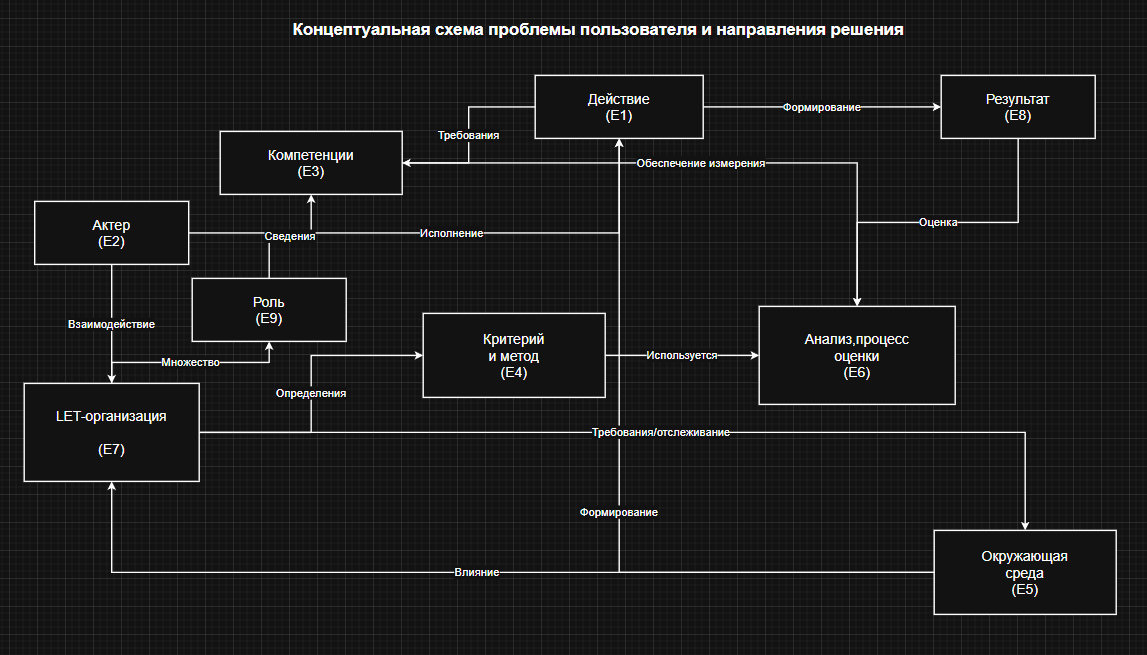 Концептуальная схема проблемы пользователя и направления решения
Действие
(E1)
Формирование
Результат
(E8)
Требования
Компетенции
(E3)
Обеспечение измерения
Актер
(E2)
Сведения
Исполнение
Оценка
Роль
(E9)
Взаимодействие
Критерий
и метод
(E4)
Используется
Анализ,процесс
оценки
(E6)
Множество
Определения
LET-организация
(E7)
Требования/отслеживание
Формирование
Окружающая
среда
(E5)
Влияние